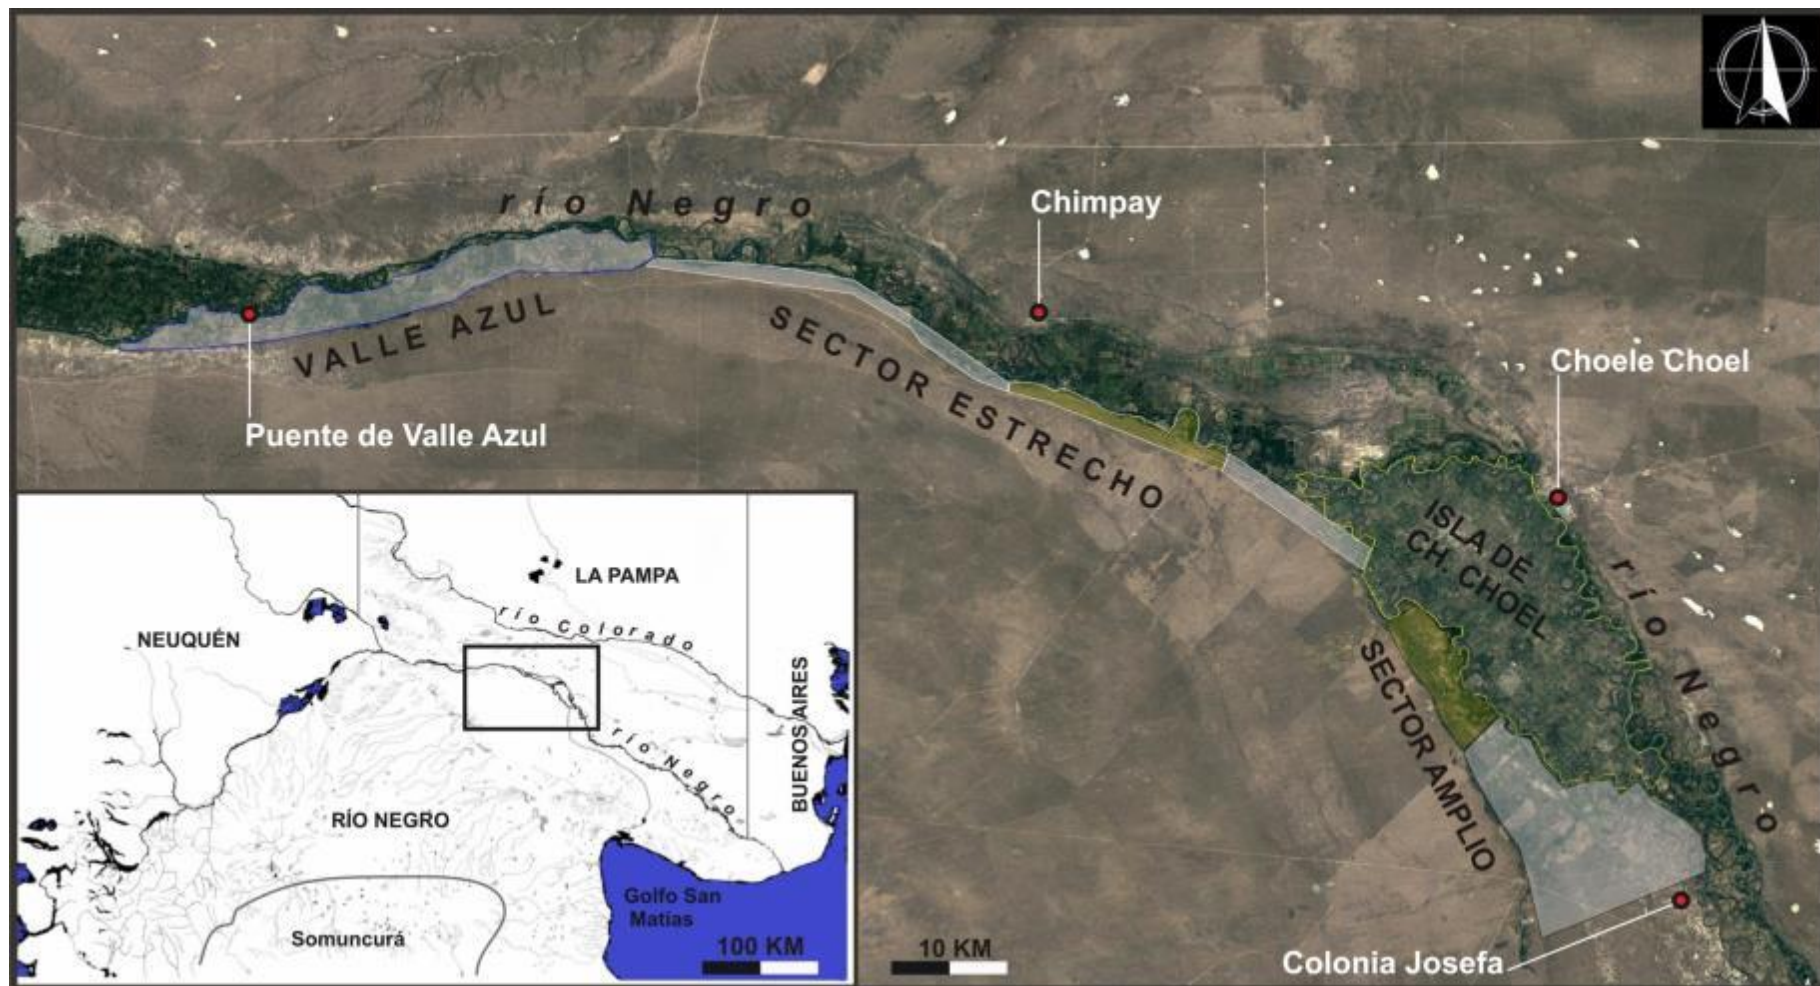 río Negro
Chimpay
VALLE AZUL
SECTOR ESTRECHO
Choele Choel
Puente de Valle Azul
ISLA DE
CH. CHOEL
río Negro
SECTOR AMPLIO
Colonia Josefa
10 KM
LA PAMPA
río Colorado
NEUQUÉN
BUENOS AIRES
río Negro
RÍO NEGRO
Golfo San
Matías
Somuncurá
100 KM